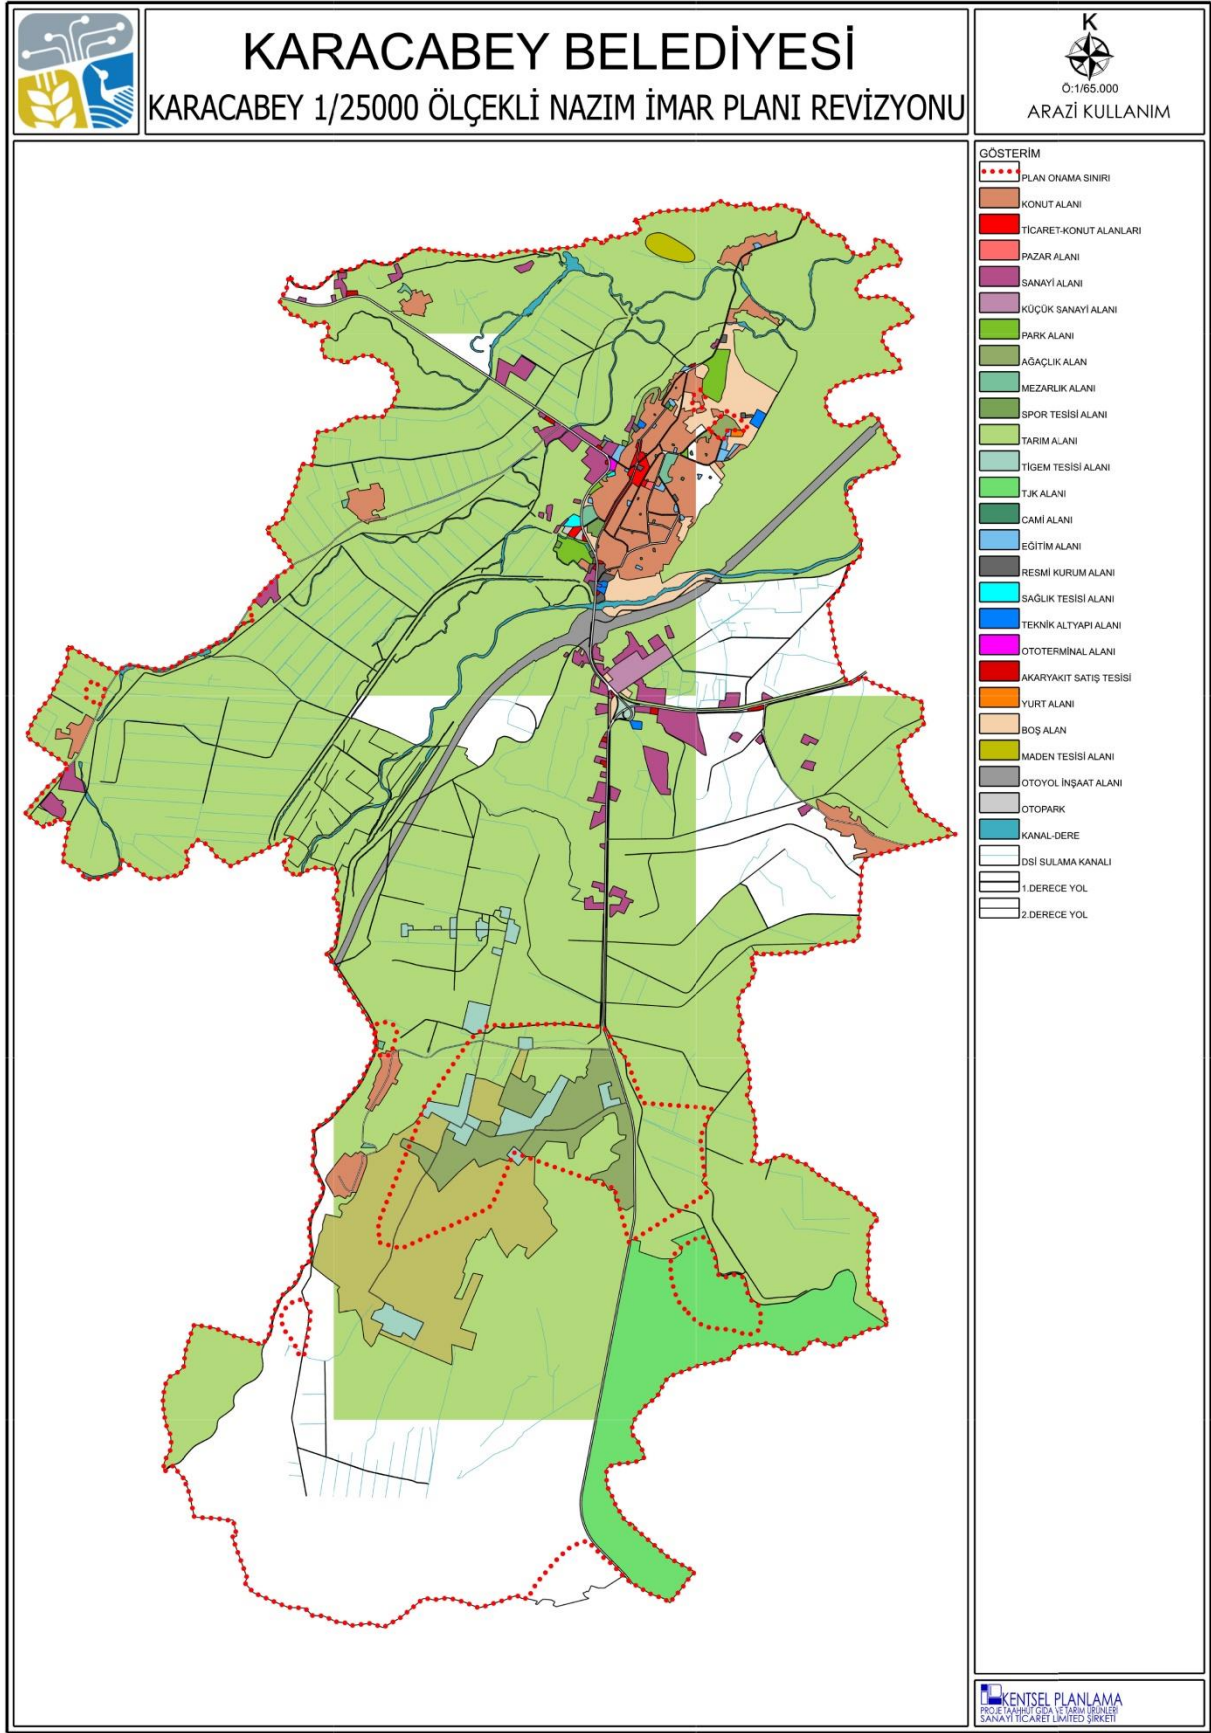 KARACABEY BELEDİYESİ
KARACABEY 1/25000 ÖLÇEKLİ NAZIM İMAR PLANI REVİZYONU
K
Ö:1/65.000
ARAZİ KULLANIM
GÖSTERİM
PLAN ONAMA SINIRI
KONUT ALANI
TİCARET-KONUT ALANLARI
PAZAR ALANI
SANAYİ ALANI
KÜÇÜK SANAYİ ALANI
PARK ALANI
AĞAÇLIK ALAN
MEZARLIK ALANI
SPOR TESİSİ ALANI
TARIM ALANI
TİGEM TESİSİ ALANI
TJK ALANI
CAMİ ALANI
EĞİTİM ALANI
RESMİ KURUM ALANI
SAĞLIK TESİSİ ALANI
TEKNİK ALTYAPI ALANI
OTOTERMİNAL ALANI
AKARYAKIT SATIŞ TESİSİ
YURT ALANI
BOŞ ALAN
MADEN TESİSİ ALANI
OTOYOL İNŞAAT ALANI
OTOPARK
KANAL-DERE
DSİ SULAMA KANALI
1.DERECE YOL
2.DERECE YOL
KENTSEL PLANLAMA
PROJE TAAHHÜT GIDA VE TARIM ÜRÜNLERİ
SANAYİ TİCARET LİMİTED ŞİRKETİ